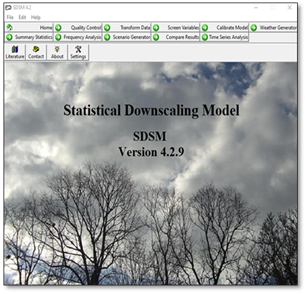 SDSM 4.2
File Help
Home Quality Control Transform Data Screen Variables Calibrate Model Weather Generator
Summary Statistics Frequency Analysis Scenario Generator Compare Results Time Series Analysis
Literature Contact About Settings
Statistical Downscaling Model
SDSM
Version 4.2.9